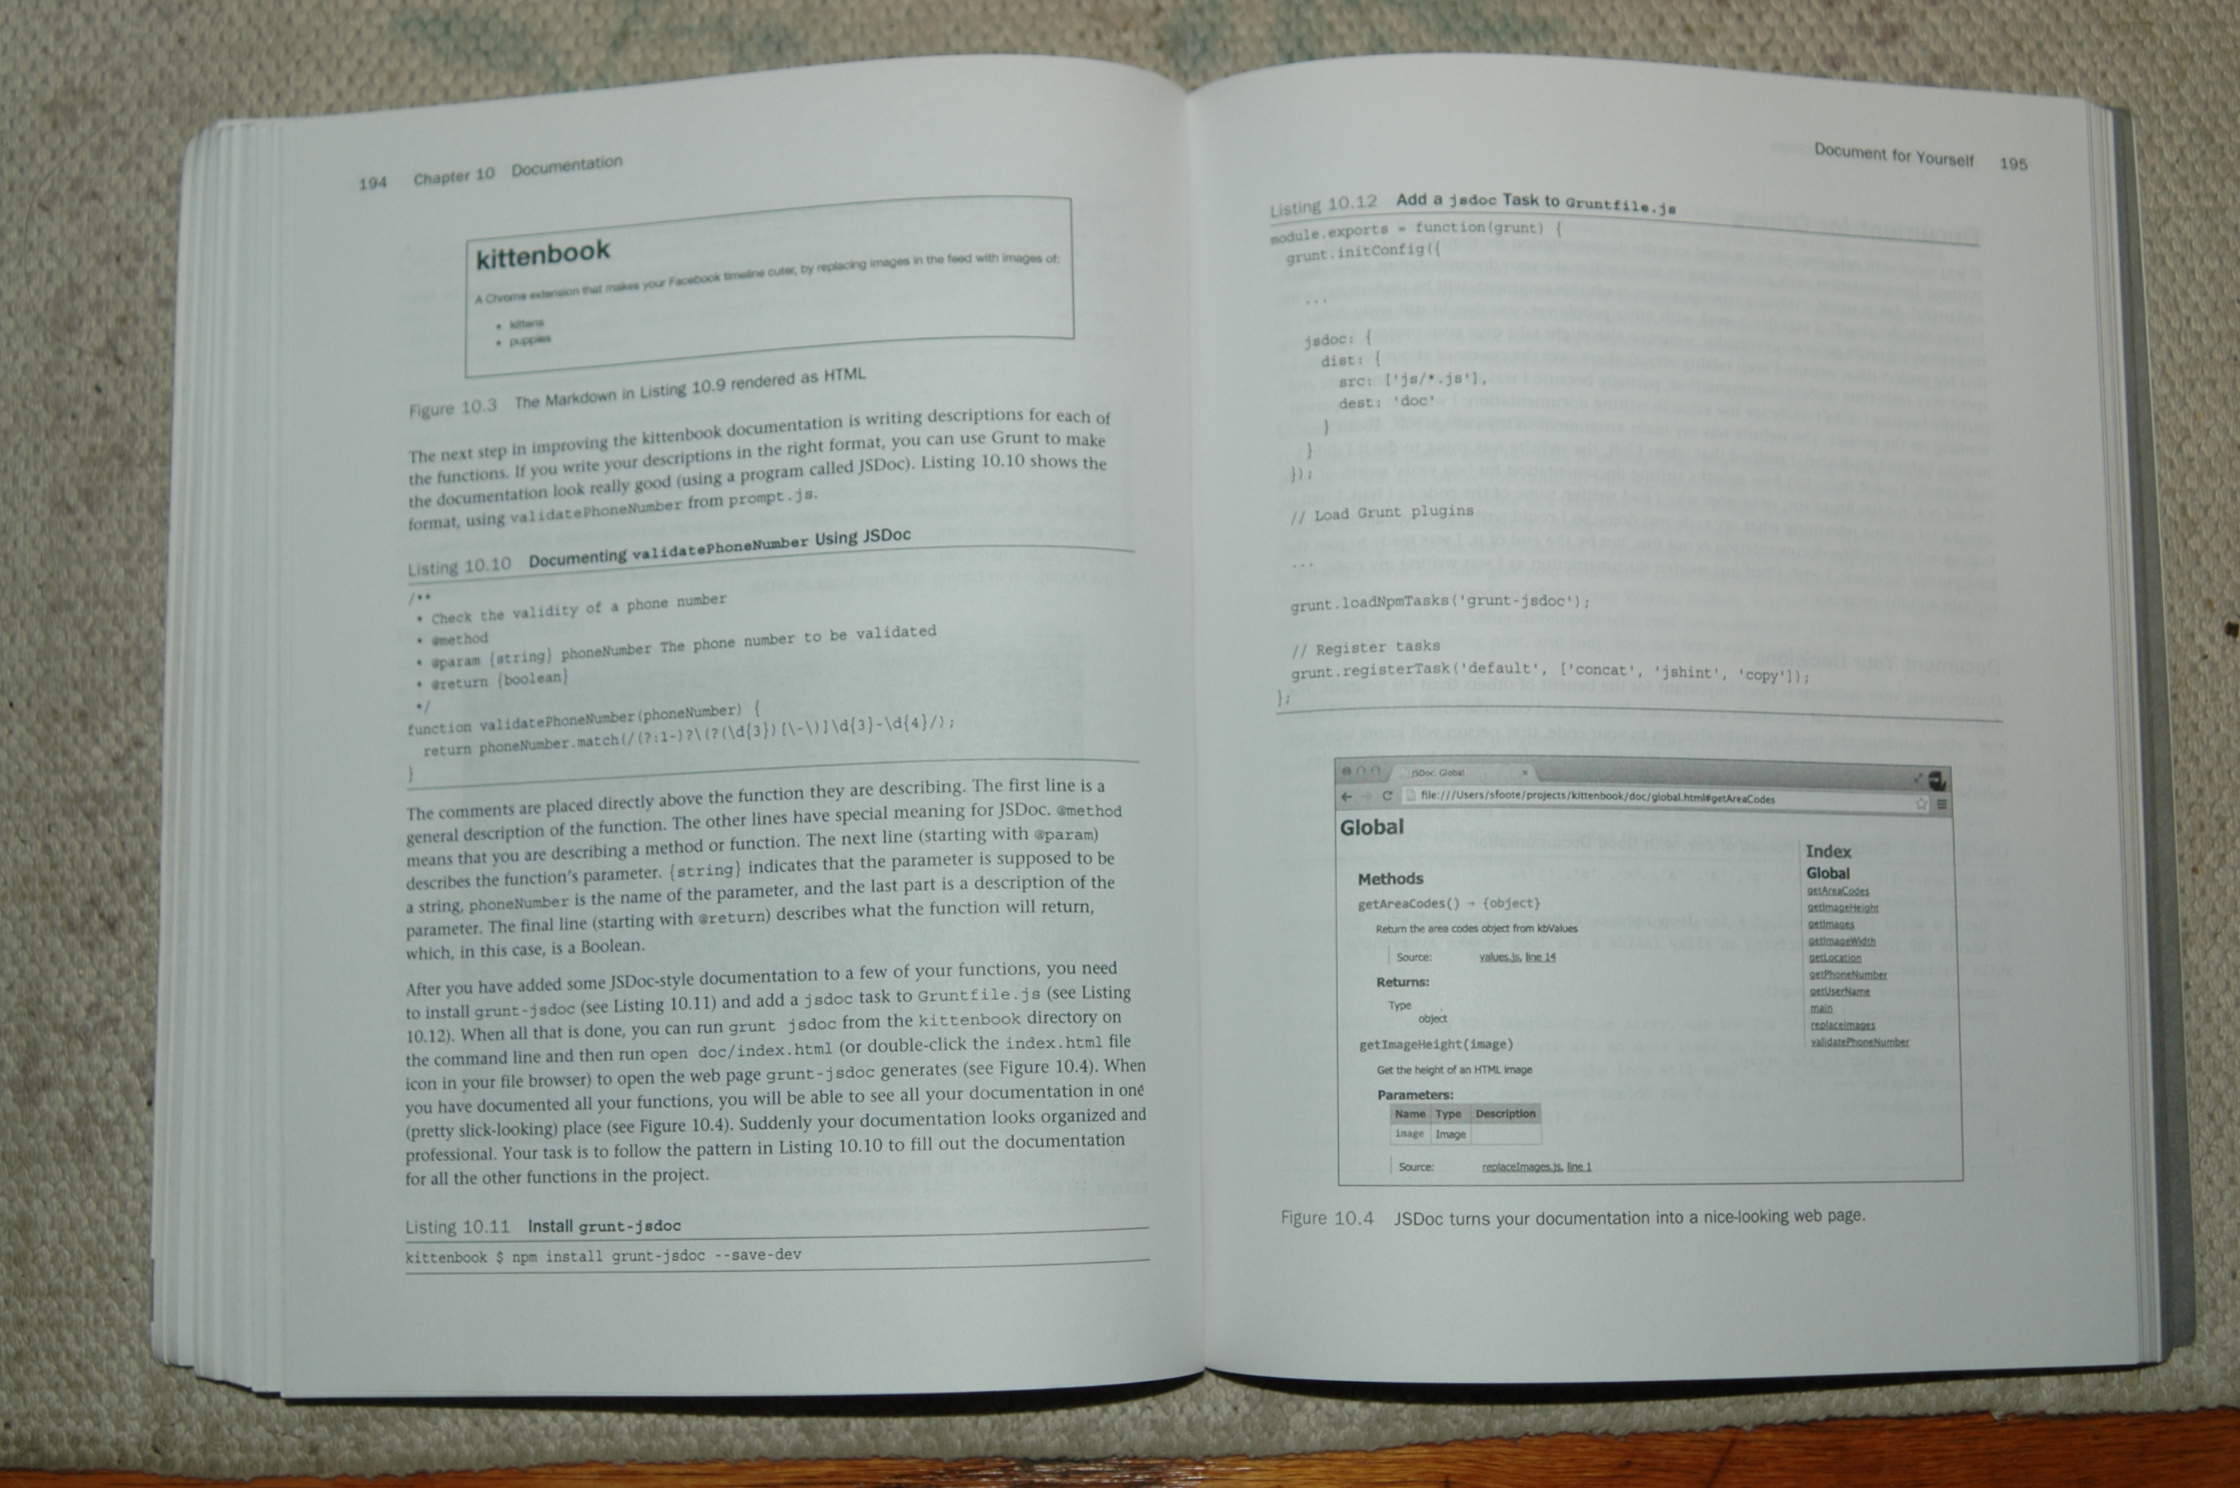 194 Chapter 10 Documentation
kittenbook
A Chrome extension that makes your Facebook timeline cuter, by replacing images in the feed with images of:
• kittens
• puppies
Figure 10.3 The Markdown in Listing 10.9 rendered as HTML
The next step in improving the kittenbook documentation is writing descriptions for each of
the functions. If you write your descriptions in the right format, you can use Grunt to make
the documentation look really good (using a program called JSDoc). Listing 10.10 shows the
format, using validatePhoneNumber from prompt.js.
Listing 10.10 Documenting validatePhoneNumber Using JSDoc
/**
* Check the validity of a phone number
* @method
* @param {string} phoneNumber The phone number to be validated
* @return {boolean}
*/
function validatePhoneNumber(phoneNumber) {
return phoneNumber.match(/(?:1-)?\(?(\d{3})[\-\)]\d{3}-\d{4}/);
}
The comments are placed directly above the function they are describing. The first line is a
general description of the function. The other lines have special meaning for JSDoc. @method
means that you are describing a method or function. The next line (starting with @param)
describes the function's parameter. {string} indicates that the parameter is supposed to be
a string, phoneNumber is the name of the parameter, and the last part is a description of the
parameter. The final line (starting with @return) describes what the function will return,
which, in this case, is a Boolean.
After you have added some JSDoc-style documentation to a few of your functions, you need
to install grunt-jsdoc (see Listing 10.11) and add a jsdoc task to Gruntfile.js (see Listing
10.12). When all that is done, you can run grunt jsdoc from the kittenbook directory on
the command line and then run open doc/index.html (or double-click the index.html file
icon in your file browser) to open the web page grunt-jsdoc generates (see Figure 10.4). When
you have documented all your functions, you will be able to see all your documentation in one
(pretty slick-looking) place (see Figure 10.4). Suddenly your documentation looks organized and
professional. Your task is to follow the pattern in Listing 10.10 to fill out the documentation
for all the other functions in the project.
Listing 10.11 Install grunt-jsdoc
kittenbook $ npm install grunt-jsdoc --save-dev
Document for Yourself 195
Listing 10.12 Add a jsdoc Task to Gruntfile.js
module.exports = function(grunt) {
grunt.initConfig({
...
jsdoc: {
dist: {
src: ['js/*.js'],
dest: 'doc'
}
}
});
// Load Grunt plugins
...
grunt.loadNpmTasks('grunt-jsdoc');
// Register tasks
grunt.registerTask('default', ['concat', 'jshint', 'copy']);
};
JSDoc: Global
file:///Users/sfoote/projects/kittenbook/doc/global.html#getAreaCodes
Global
Methods
getAreaCodes() → {object}
Return the area codes object from kbValues
Source: values.js, line 14
Returns:
Type
object
getImageHeight(image)
Get the height of an HTML image
Parameters:
Name Type Description
image Image
Source: replaceImages.js, line 1
Index
Global
getAreaCodes
getImageHeight
getImages
getImageWidth
getLocation
getPhoneNumber
getUserName
main
replaceImages
validatePhoneNumber
Figure 10.4 JSDoc turns your documentation into a nice-looking web page.